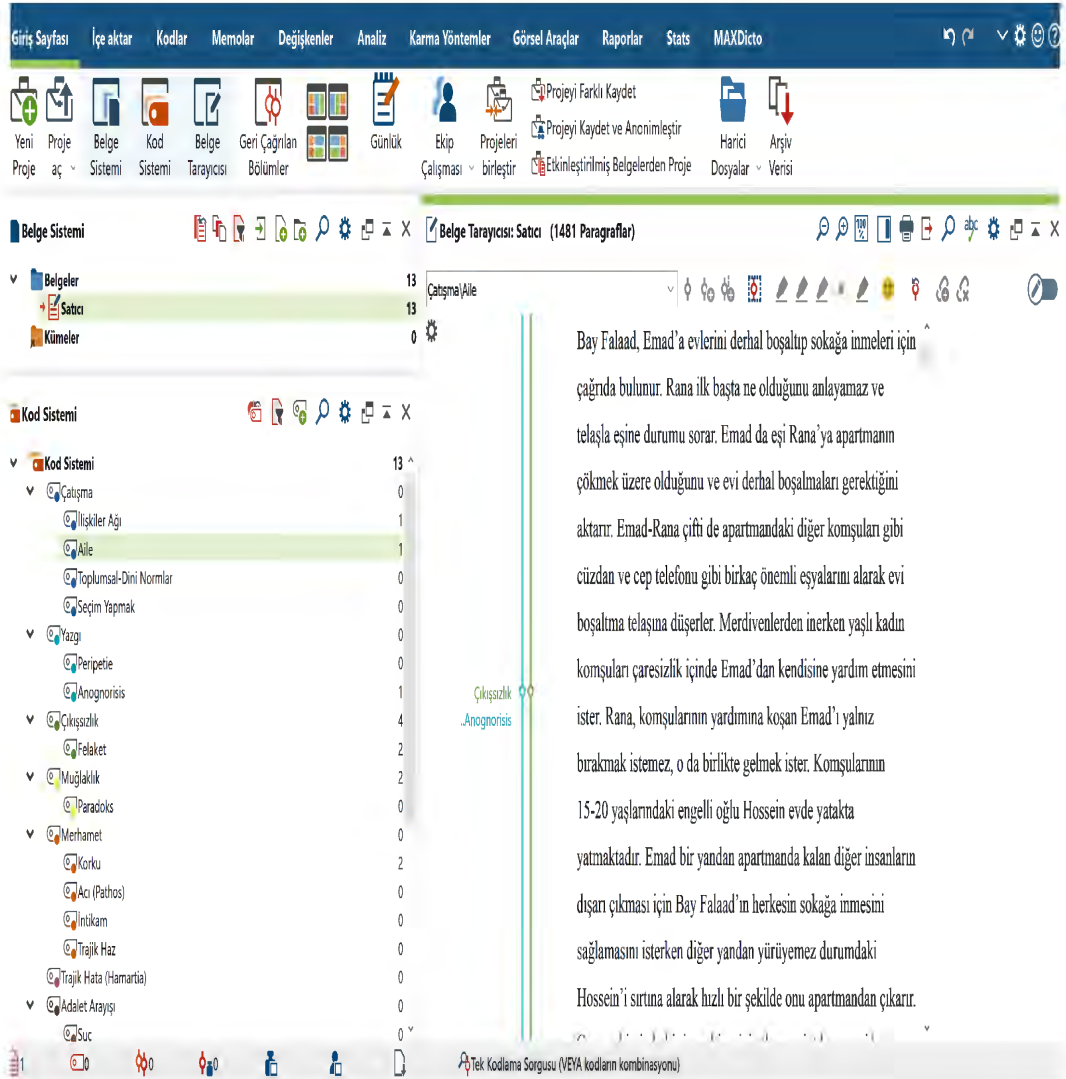 Giriş Sayfası İçe aktar Kodlar Memolar Değişkenler Analiz Karma Yöntemler Görsel Araçlar Raporlar Stats MAXDicto
Yeni Proje
Proje aç
Belge Sistemi
Kod Sistemi
Belge Tarayıcısı
Geri Çağrılan Bölümler
Günlük
Ekip Çalışması
Projeleri birleştir
Projeyi Farklı Kaydet
Projeyi Kaydet ve Anonimleştir
Etkinleştirilmiş Belgelerden Proje
Harici Dosyalar
Arşiv Verisi
Belge Sistemi
Belgeler 13
Satıcı 13
Kümeler 0
Kod Sistemi
Kod Sistemi 13
Çatışma 0
İlişkiler Ağı 1
Aile 1
Toplumsal-Dini Normlar 0
Seçim Yapmak 0
Yazgı 0
Peripetie 0
Anognorisis 1
Çıkışsızlık 4
Felaket 2
Muğlaklık 2
Paradoks 0
Merhamet 0
Korku 2
Acı (Pathos) 0
İntikam 0
Trajik Haz 0
Trajik Hata (Hamartia) 0
Adalet Arayışı 0
Suç 0
Belge Tarayıcısı: Satıcı (1481 Paragraflar)
100 %
abc
Çatışma\Aile
Çıkışsızlık
..Anognorisis
Bay Falaad, Emad’a evlerini derhal boşaltıp sokağa inmeleri için
çağrıda bulunur. Rana ilk başta ne olduğunu anlayamaz ve
telaşla eşine durumu sorar. Emad da eşi Rana’ya apartmanın
çökmek üzere olduğunu ve evi derhal boşalmaları gerektiğini
aktarır. Emad-Rana çifti de apartmandaki diğer komşuları gibi
cüzdan ve cep telefonu gibi birkaç önemli eşyalarını alarak evi
boşaltma telaşına düşerler. Merdivenlerden inerken yaşlı kadın
komşuları çaresizlik içinde Emad’dan kendisine yardım etmesini
ister. Rana, komşularının yardımına koşan Emad’ı yalnız
bırakmak istemez, o da birlikte gelmek ister. Komşularının
15-20 yaşlarındaki engelli oğlu Hossein evde yatakta
yatmaktadır. Emad bir yandan apartmanda kalan diğer insanların
dışarı çıkması için Bay Falaad’ın herkesin sokağa inmesini
sağlamasını isterken diğer yandan yürüyemez durumdaki
Hossein’i sırtına alarak hızlı bir şekilde onu apartmandan çıkarır.
1 0 0 0
Tek Kodlama Sorgusu (VEYA kodların kombinasyonu)